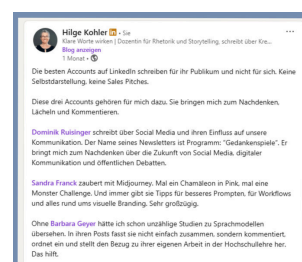 Hilge Kohler in • Sie
Klare Worte wirken | Dozentin für Rhetorik und Storytelling, schreibt über Kre...
Blog anzeigen
1 Monat •
Die besten Accounts auf LinkedIn schreiben für ihr Publikum und nicht für sich. Keine
Selbstdarstellung, keine Sales Pitches.
Diese drei Accounts gehören für mich dazu. Sie bringen mich zum Nachdenken,
Lächeln und Kommentieren.
Dominik Ruisinger schreibt über Social Media und ihren Einfluss auf unsere
Kommunikation. Der Name seines Newsletters ist Programm: "Gedankenspiele". Er
bringt mich zum Nachdenken über die Zukunft von Social Media, digitaler
Kommunikation und öffentlichen Debatten.
Sandra Franck zaubert mit Midjourney. Mal ein Chamäleon in Pink, mal eine
Monster Challenge. Und immer gibt sie Tipps für besseres Prompten, für Workflows
und alles rund ums visuelle Branding. Sehr großzügig.
Ohne Barbara Geyer hätte ich schon unzählige Studien zu Sprachmodellen
übersehen. In ihren Posts fasst sie nicht einfach zusammen, sondern kommentiert,
ordnet ein und stellt den Bezug zu ihrer eigenen Arbeit in der Hochschullehre her.
Das hilft.